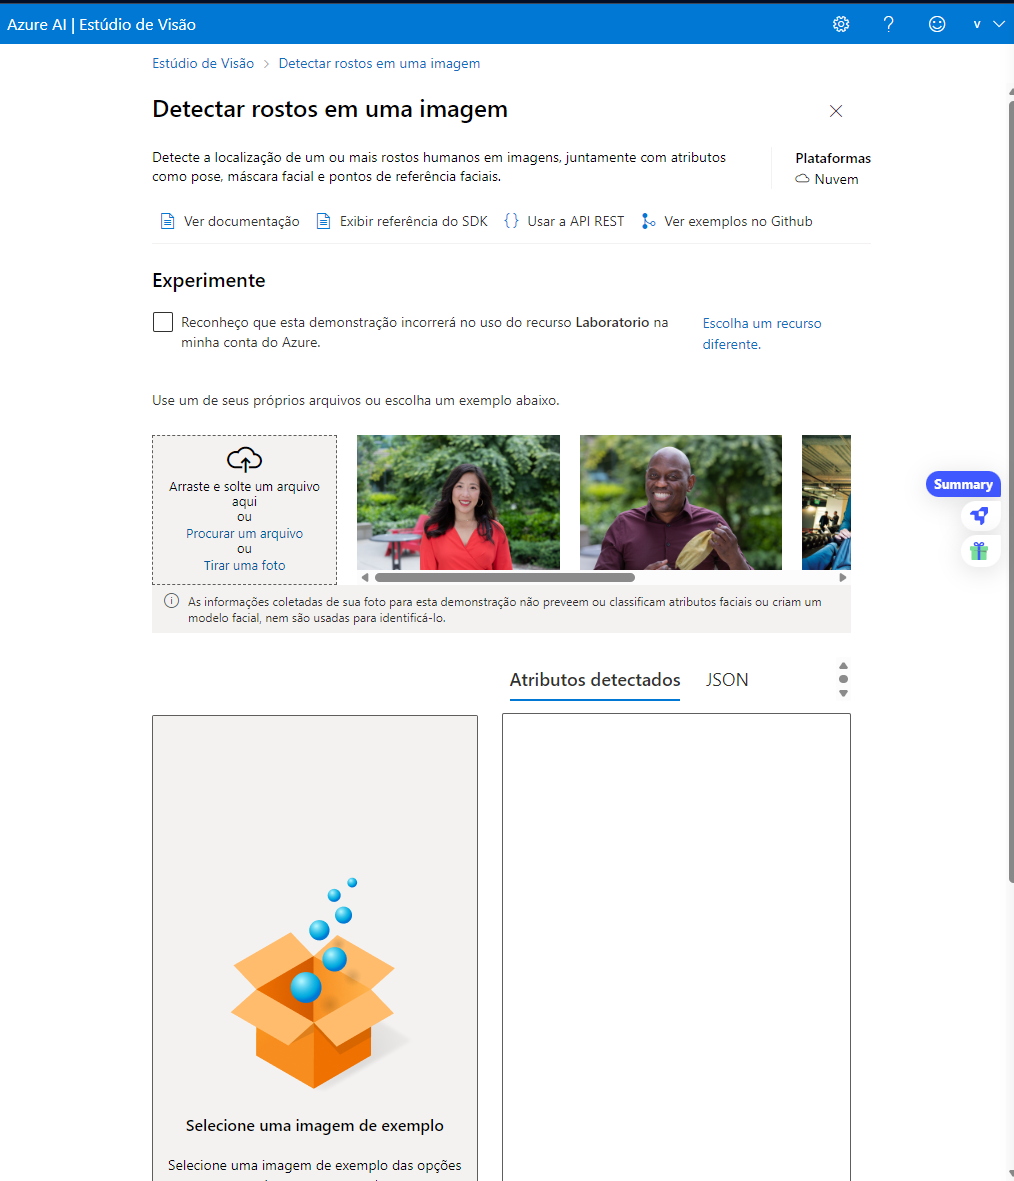 Azure AI | Estúdio de Visão
v
Estúdio de Visão > Detectar rostos em uma imagem
Detectar rostos em uma imagem
Detecte a localização de um ou mais rostos humanos em imagens, juntamente com atributos
como pose, máscara facial e pontos de referência faciais.
Plataformas
Nuvem
Ver documentação
Exibir referência do SDK
{} Usar a API REST
Ver exemplos no Github
Experimente
Reconheço que esta demonstração incorrerá no uso do recurso Laboratorio na
minha conta do Azure.
Escolha um recurso
diferente.
Use um de seus próprios arquivos ou escolha um exemplo abaixo.
Arraste e solte um arquivo
aqui
ou
Procurar um arquivo
ou
Tirar uma foto
Summary
As informações coletadas de sua foto para esta demonstração não preveem ou classificam atributos faciais ou criam um
modelo facial, nem são usadas para identificá-lo.
Atributos detectados
JSON
Selecione uma imagem de exemplo
Selecione uma imagem de exemplo das opções